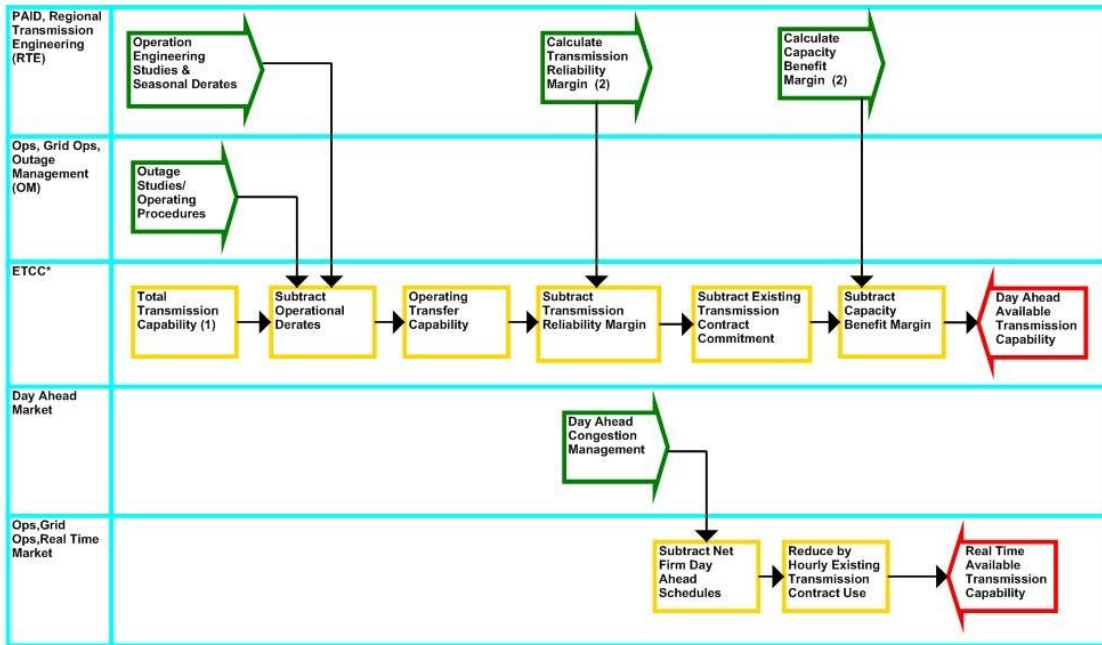 PAID, Regional
Transmission
Engineering
(RTE)
Operation
Engineering
Studies &
Seasonal Derates
Calculate
Transmission
Reliability
Margin (2)
Calculate
Capacity
Benefit
Margin (2)
Ops, Grid Ops,
Outage
Management
(OM)
Outage
Studies/
Operating
Procedures
ETCC*
Total
Transmission
Capability (1)
Subtract
Operational
Derates
Operating
Transfer
Capability
Subtract
Transmission
Reliability Margin
Subtract Existing
Transmission
Contract
Commitment
Subtract
Capacity
Benefit Margin
Day Ahead
Available
Transmission
Capability
Day Ahead
Market
Day Ahead
Congestion
Management
Ops,Grid
Ops,Real Time
Market
Subtract Net
Firm Day
Ahead
Schedules
Reduce by
Hourly Existing
Transmission
Contract Use
Real Time
Available
Transmission
Capability